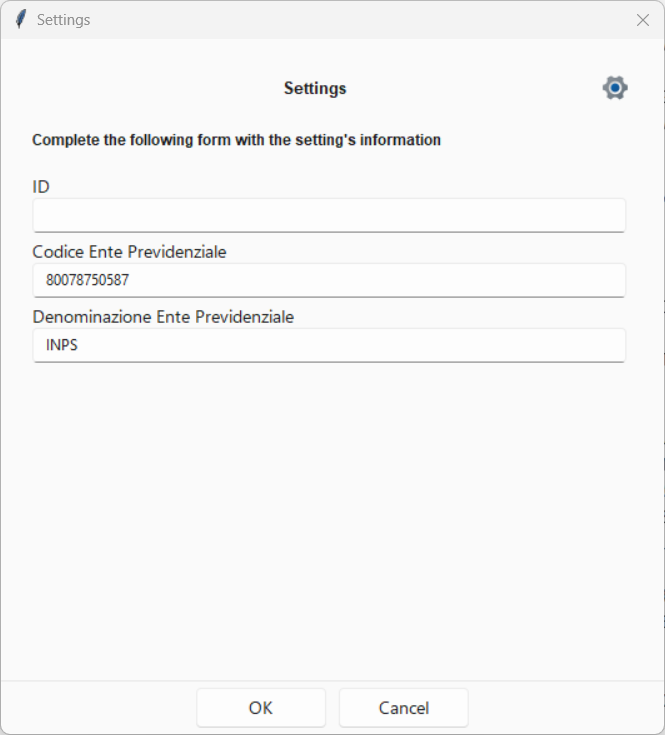 Settings
Settings
Complete the following form with the setting's information
ID
Codice Ente Previdenziale
80078750587
Denominazione Ente Previdenziale
INPS
OK
Cancel